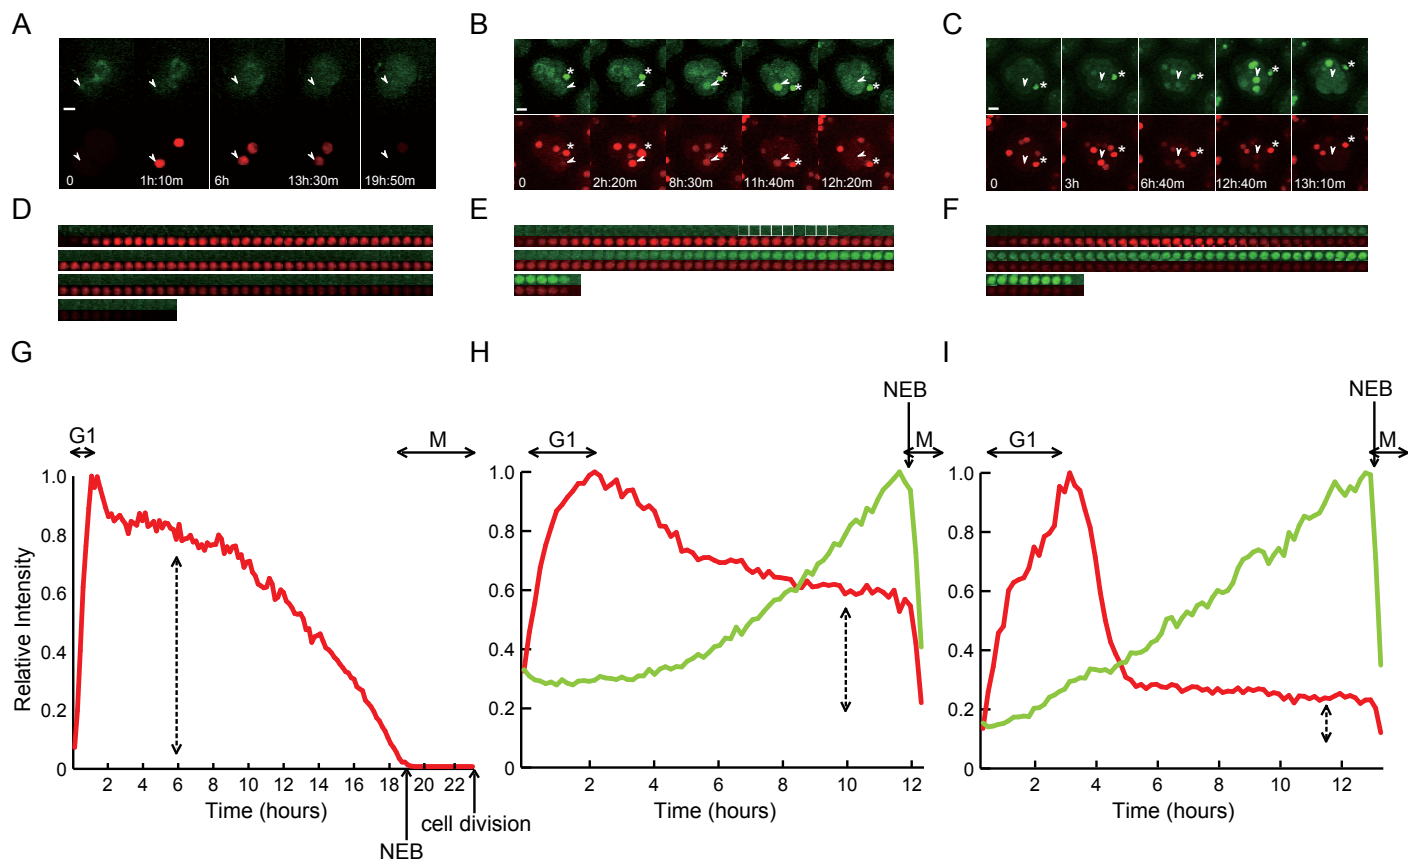 A
B
C
0
1h:10m
6h
13h:30m
19h:50m
*
*
*
*
*
*
*
*
*
*
0
2h:20m
8h:30m
11h:40m
12h:20m
*
*
*
*
*
*
*
*
*
*
0
3h
6h:40m
12h:40m
13h:10m
D
E
F
G
H
I
G1
M
Relative Intensity
1.0
0.8
0.6
0.4
0.2
0
2 4 6 8 10 12 14 16 18 20 22
Time (hours)
NEB
cell division
NEB
G1
M
1.0
0.8
0.6
0.4
0.2
0
2 4 6 8 10 12
Time (hours)
NEB
G1
M
1.0
0.8
0.6
0.4
0.2
0
2 4 6 8 10 12
Time (hours)